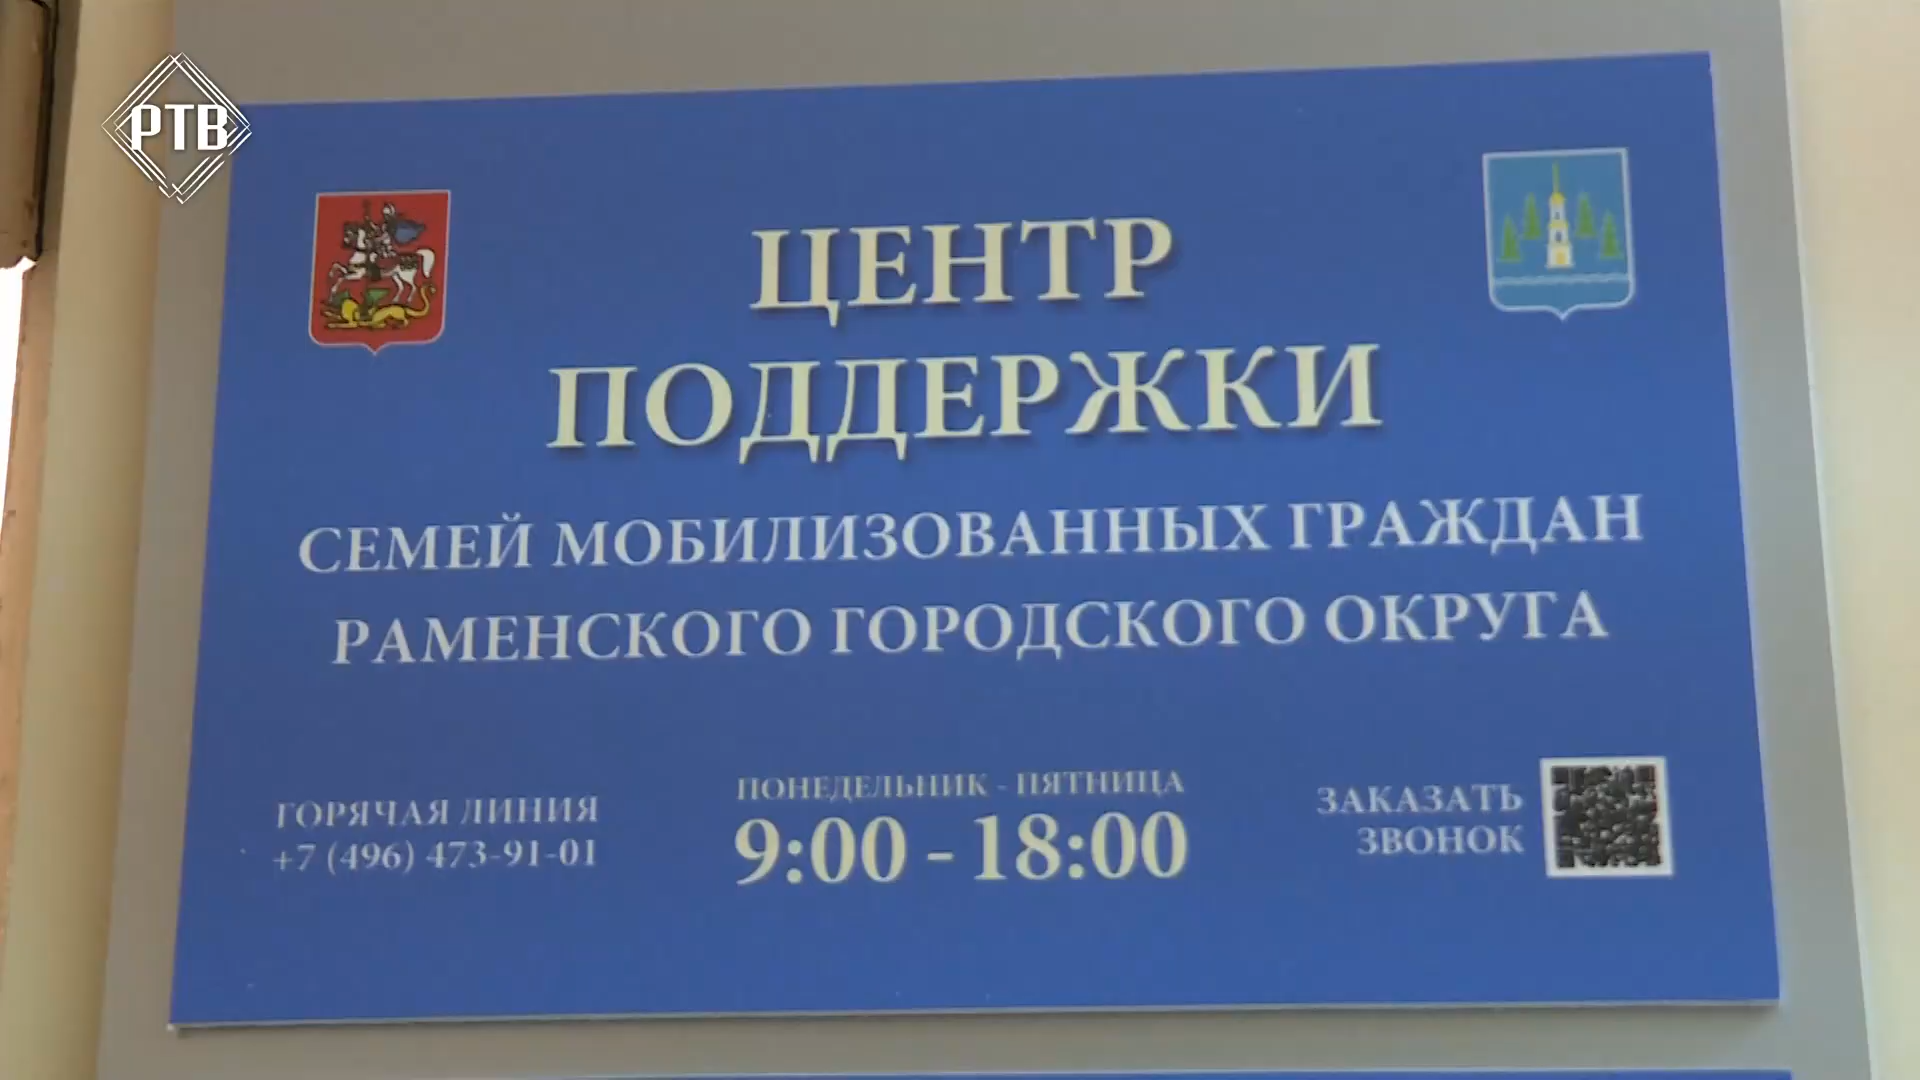 РТВ
ЦЕНТР
ПОДДЕРЖКИ
СЕМЕЙ МОБИЛИЗОВАННЫХ ГРАЖДАН
РАМЕНСКОГО ГОРОДСКОГО ОКРУГА
ГОРЯЧАЯ ЛИНИЯ
+7 (496) 473-91-01
ПОНЕДЕЛЬНИК - ПЯТНИЦА
9:00 - 18:00
ЗАКАЗАТЬ
ЗВОНОК